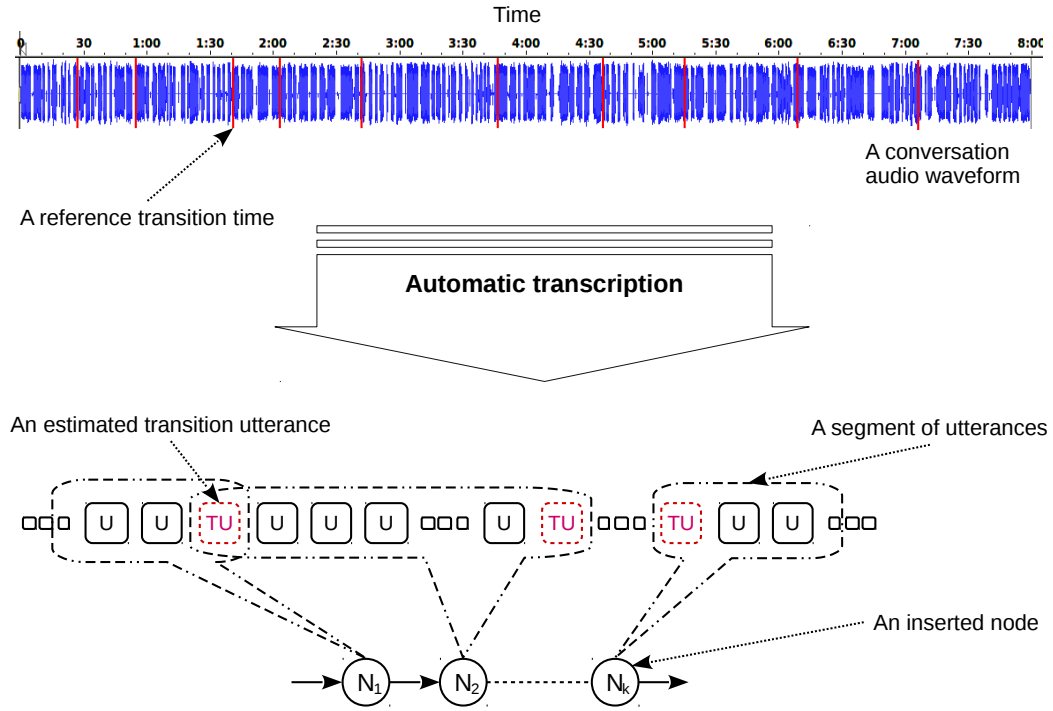 Time
0 30 1:00 1:30 2:00 2:30 3:00 3:30 4:00 4:30 5:00 5:30 6:00 6:30 7:00 7:30 8:00
A conversation
audio waveform
A reference transition time
Automatic transcription
An estimated transition utterance
A segment of utterances
U U TU U U U U TU TU U U
An inserted node
N1 N2 Nk